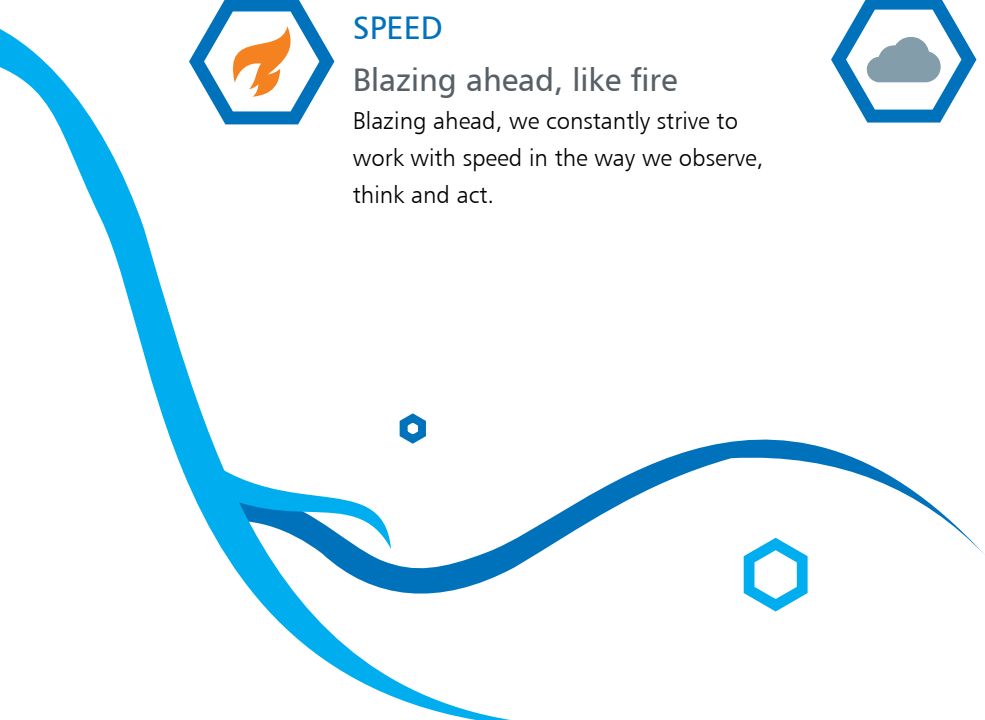 SPEED
Blazing ahead, like fire
Blazing ahead, we constantly strive to
work with speed in the way we observe,
think and act.